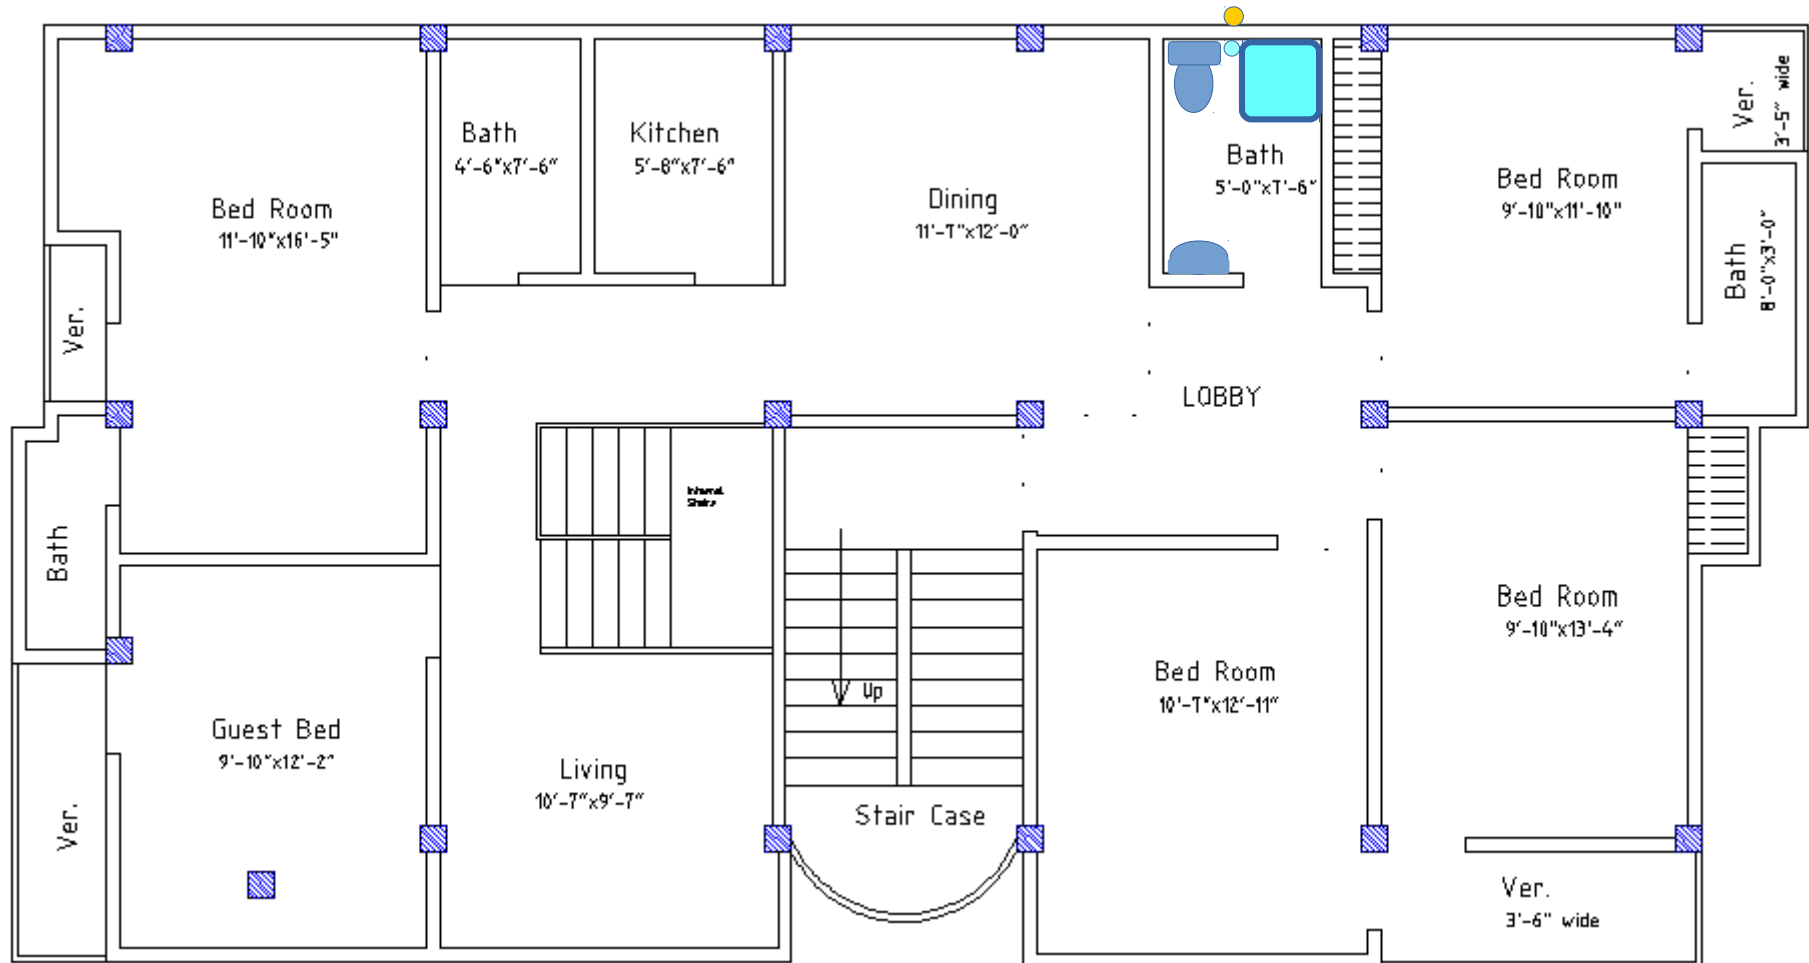 Bed Room
11'-10"x16'-5"
Bath
4'-6"x7'-6"
Kitchen
5'-8"x7'-6"
Dining
11'-7"x12'-0"
Bath
5'-0"x7'-6"
Bed Room
9'-10"x11'-10"
Ver.
3'-5" wide
Bath
8'-0"x3'-0"
Ver.
LOBBY
Internal
Stairs
Bath
Bed Room
9'-10"x13'-4"
Bed Room
10'-7"x12'-11"
Up
Guest Bed
9'-10"x12'-2"
Living
10'-7"x9'-7"
Stair Case
Ver.
Ver.
3'-6" wide